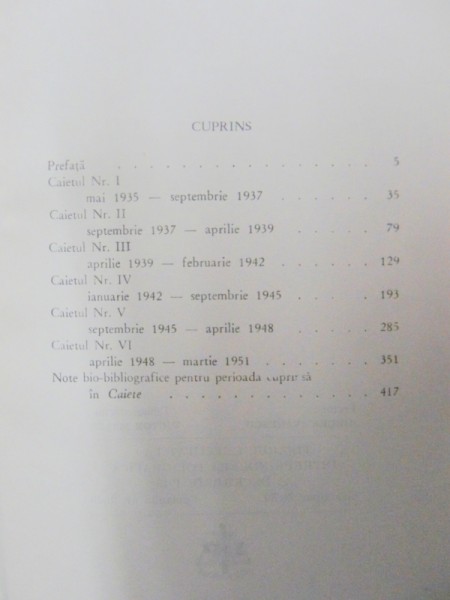 CUPRINS
Prefață . . . . . . . . . . . . . . . 5
Caietul Nr. I
mai 1935 — septembrie 1937 . . . . . 35
Caietul Nr. II
septembrie 1937 — aprilie 1939 . . . . . 79
Caietul Nr. III
aprilie 1939 — februarie 1942 . . . . . 129
Caietul Nr. IV
ianuarie 1942 — septembrie 1945 . . . . . 193
Caietul Nr. V
septembrie 1945 — aprilie 1948 . . . . . 285
Caietul Nr. VI
aprilie 1948 — martie 1951 . . . . . . . 351
Note bio-bibliografice pentru perioada cuprinsă
în Caiete . . . . . . . . . . . . 417